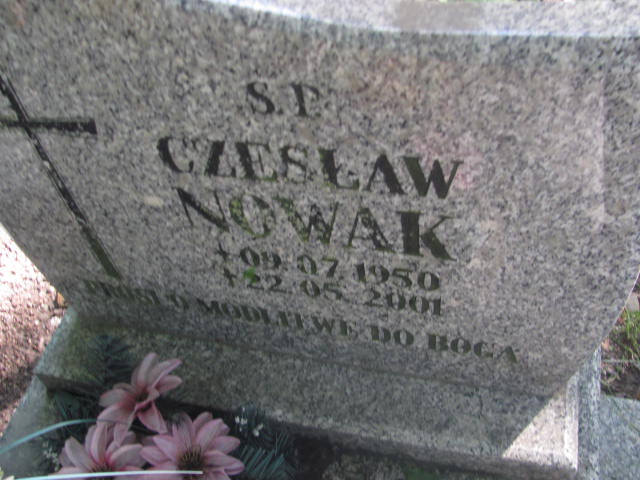 Ś.P.
CZESŁAW
NOWAK
* 09.07.1950
+ 22.05.2001
PROSI O MODLITWĘ DO BOGA